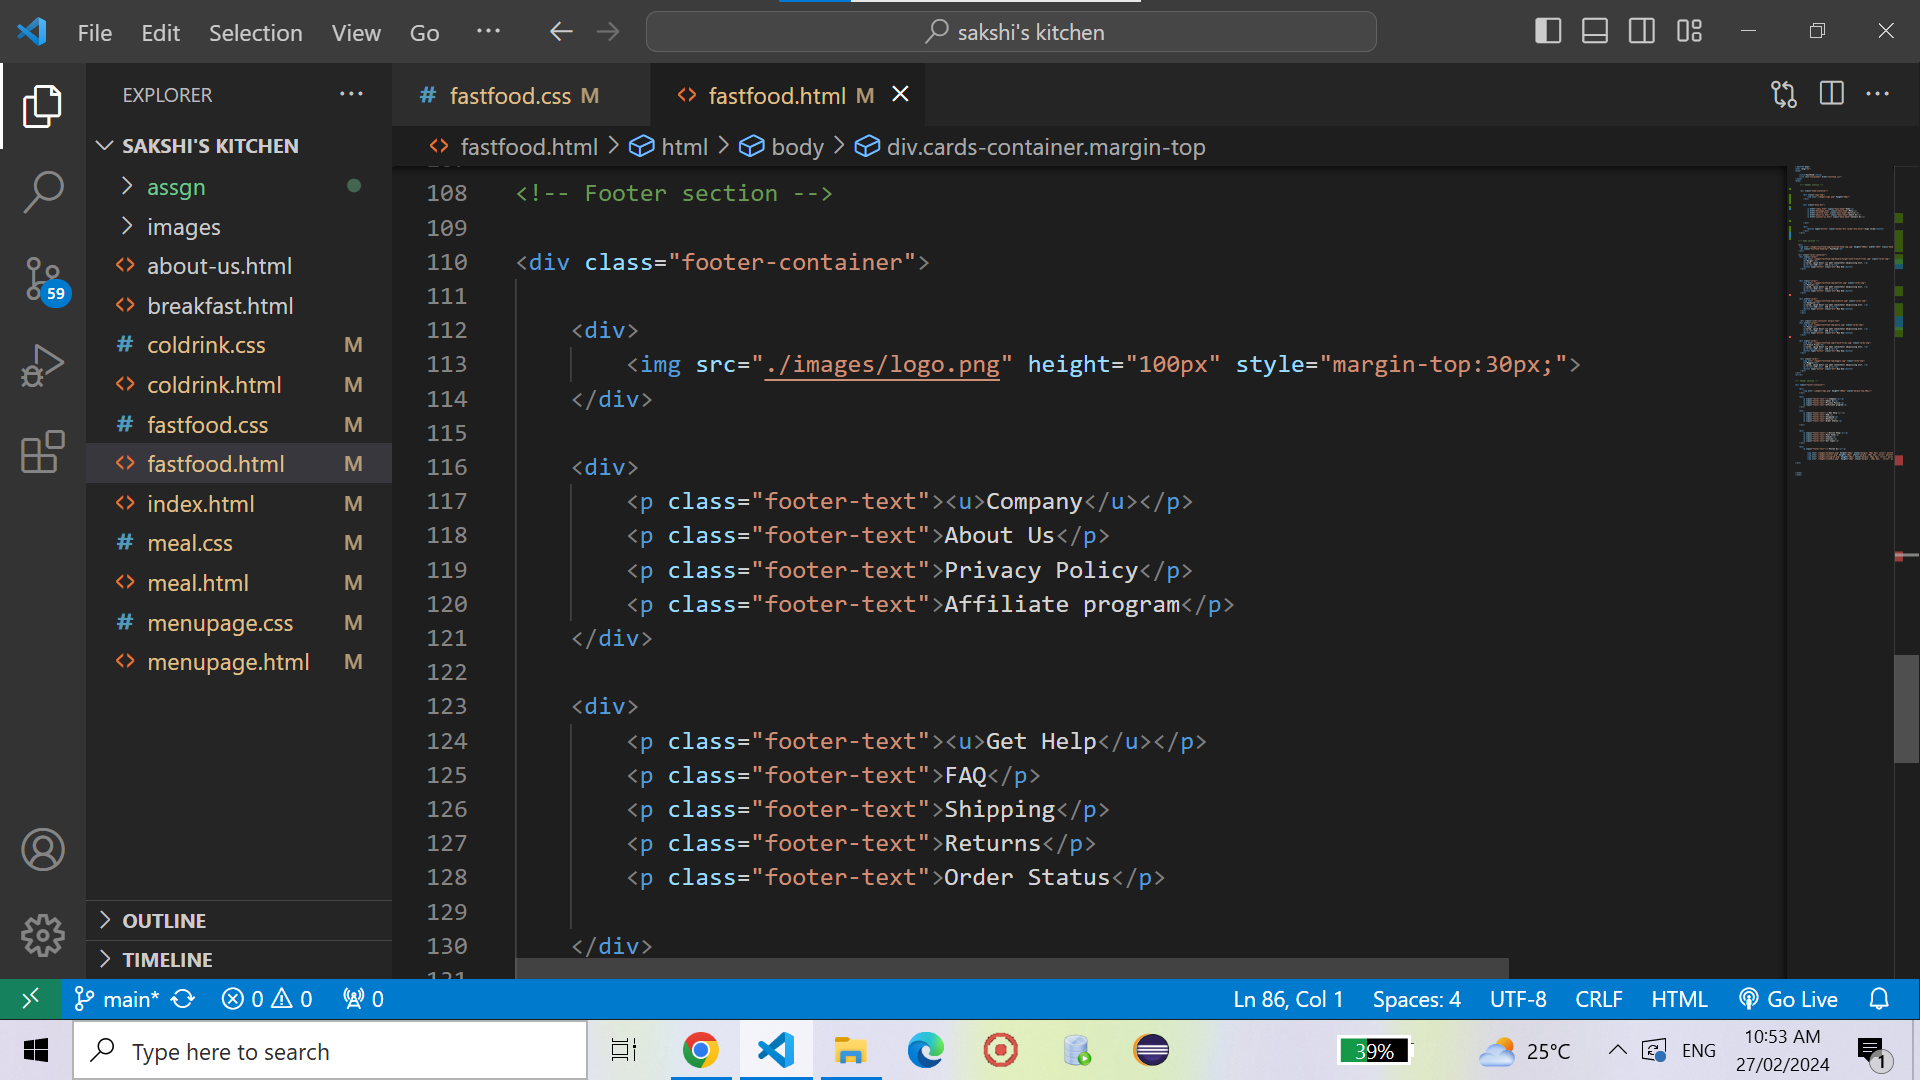 File Edit Selection View Go ··· sakshi's kitchen
EXPLORER ···
SAKSHI'S KITCHEN
assgn
images
about-us.html
breakfast.html
# coldrink.css M
coldrink.html M
# fastfood.css M
fastfood.html M
index.html M
# meal.css M
meal.html M
# menupage.css M
menupage.html M
OUTLINE
TIMELINE
59
# fastfood.css M
fastfood.html M
fastfood.html > html > body > div.cards-container.margin-top
108 <!-- Footer section -->
109
110 <div class="footer-container">
111
112 <div>
113 <img src="./images/logo.png" height="100px" style="margin-top:30px;">
114 </div>
115
116 <div>
117 <p class="footer-text"><u>Company</u></p>
118 <p class="footer-text">About Us</p>
119 <p class="footer-text">Privacy Policy</p>
120 <p class="footer-text">Affiliate program</p>
121 </div>
122
123 <div>
124 <p class="footer-text"><u>Get Help</u></p>
125 <p class="footer-text">FAQ</p>
126 <p class="footer-text">Shipping</p>
127 <p class="footer-text">Returns</p>
128 <p class="footer-text">Order Status</p>
129
130 </div>
main* 0 0 0 Ln 86, Col 1 Spaces: 4 UTF-8 CRLF HTML Go Live
Type here to search 39% 25°C ENG 10:53 AM
27/02/2024 1